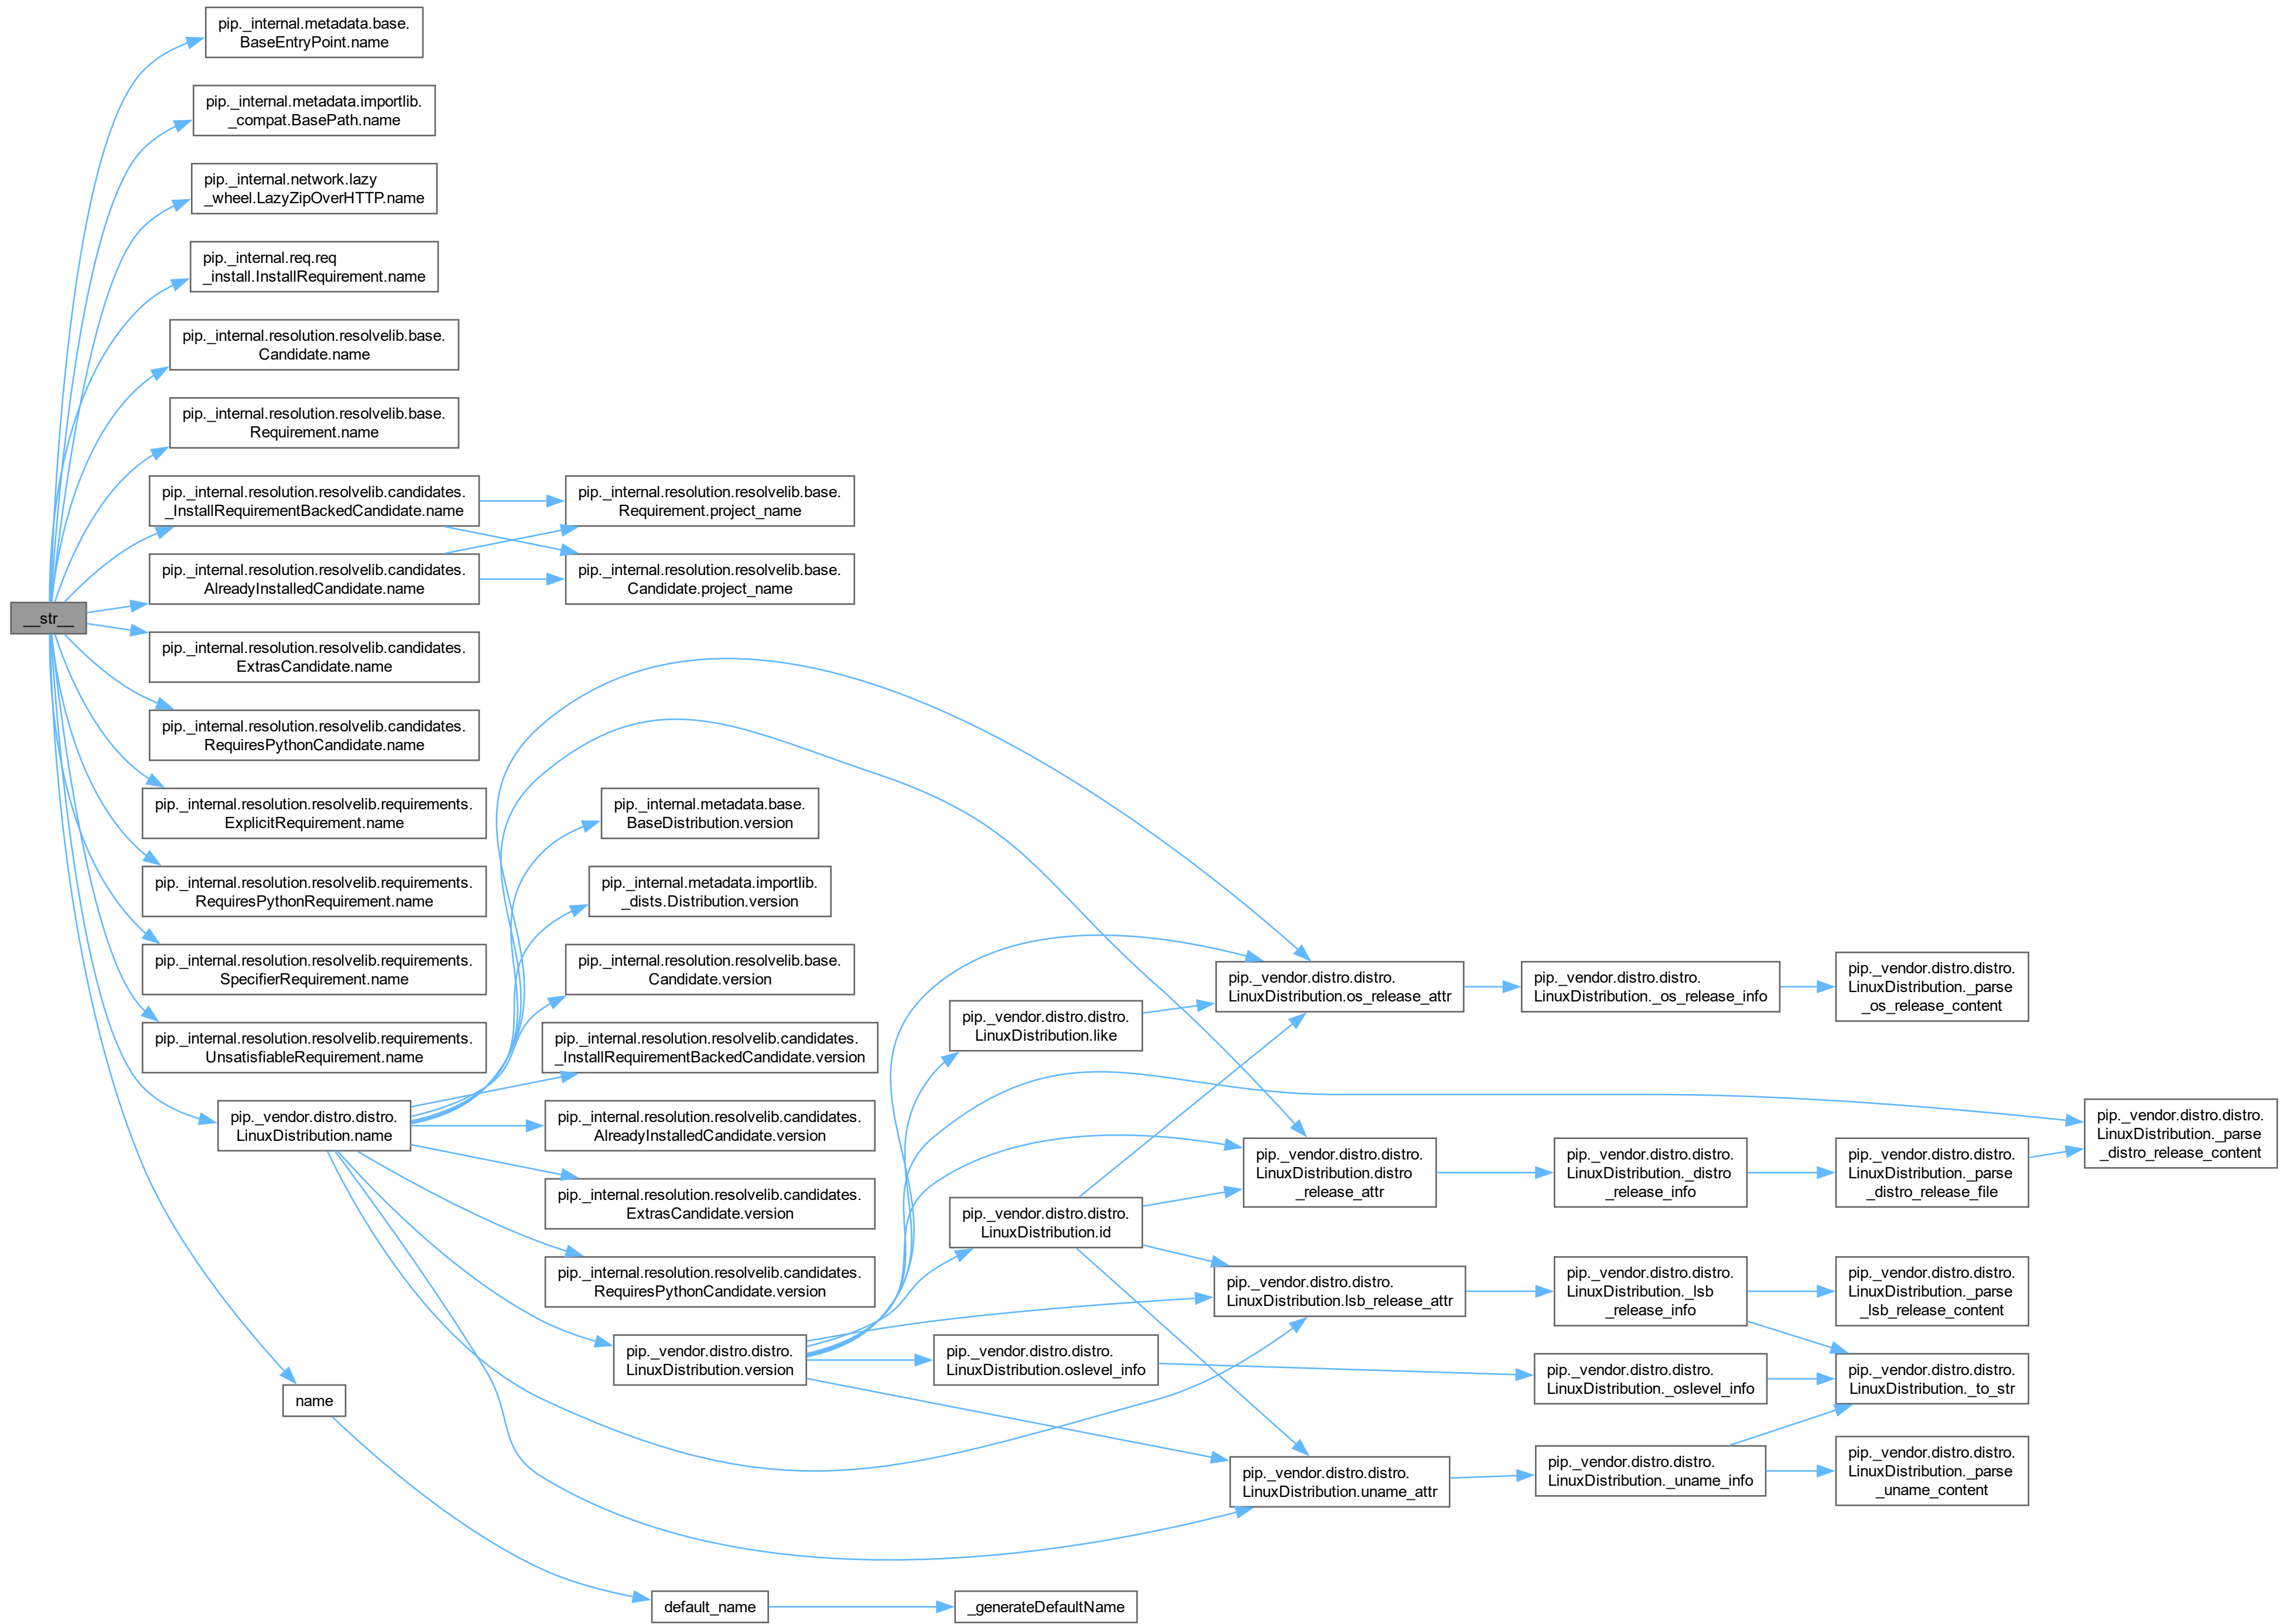 __str__
pip._internal.metadata.base.
BaseEntryPoint.name
pip._internal.metadata.importlib.
_compat.BasePath.name
pip._internal.network.lazy
_wheel.LazyZipOverHTTP.name
pip._internal.req.req
_install.InstallRequirement.name
pip._internal.resolution.resolvelib.base.
Candidate.name
pip._internal.resolution.resolvelib.base.
Requirement.name
pip._internal.resolution.resolvelib.candidates.
_InstallRequirementBackedCandidate.name
pip._internal.resolution.resolvelib.candidates.
AlreadyInstalledCandidate.name
pip._internal.resolution.resolvelib.candidates.
ExtrasCandidate.name
pip._internal.resolution.resolvelib.candidates.
RequiresPythonCandidate.name
pip._internal.resolution.resolvelib.requirements.
ExplicitRequirement.name
pip._internal.resolution.resolvelib.requirements.
RequiresPythonRequirement.name
pip._internal.resolution.resolvelib.requirements.
SpecifierRequirement.name
pip._internal.resolution.resolvelib.requirements.
UnsatisfiableRequirement.name
pip._vendor.distro.distro.
LinuxDistribution.name
name
pip._internal.resolution.resolvelib.base.
Requirement.project_name
pip._internal.resolution.resolvelib.base.
Candidate.project_name
pip._internal.metadata.base.
BaseDistribution.version
pip._internal.metadata.importlib.
_dists.Distribution.version
pip._internal.resolution.resolvelib.base.
Candidate.version
pip._internal.resolution.resolvelib.candidates.
_InstallRequirementBackedCandidate.version
pip._internal.resolution.resolvelib.candidates.
AlreadyInstalledCandidate.version
pip._internal.resolution.resolvelib.candidates.
ExtrasCandidate.version
pip._internal.resolution.resolvelib.candidates.
RequiresPythonCandidate.version
pip._vendor.distro.distro.
LinuxDistribution.version
default_name
pip._vendor.distro.distro.
LinuxDistribution.like
pip._vendor.distro.distro.
LinuxDistribution.id
pip._vendor.distro.distro.
LinuxDistribution.oslevel_info
_generateDefaultName
pip._vendor.distro.distro.
LinuxDistribution.os_release_attr
pip._vendor.distro.distro.
LinuxDistribution.distro
_release_attr
pip._vendor.distro.distro.
LinuxDistribution.lsb_release_attr
pip._vendor.distro.distro.
LinuxDistribution.uname_attr
pip._vendor.distro.distro.
LinuxDistribution._os_release_info
pip._vendor.distro.distro.
LinuxDistribution._distro
_release_info
pip._vendor.distro.distro.
LinuxDistribution._lsb
_release_info
pip._vendor.distro.distro.
LinuxDistribution._oslevel_info
pip._vendor.distro.distro.
LinuxDistribution._uname_info
pip._vendor.distro.distro.
LinuxDistribution._parse
_os_release_content
pip._vendor.distro.distro.
LinuxDistribution._parse
_distro_release_file
pip._vendor.distro.distro.
LinuxDistribution._parse
_lsb_release_content
pip._vendor.distro.distro.
LinuxDistribution._to_str
pip._vendor.distro.distro.
LinuxDistribution._parse
_uname_content
pip._vendor.distro.distro.
LinuxDistribution._parse
_distro_release_content